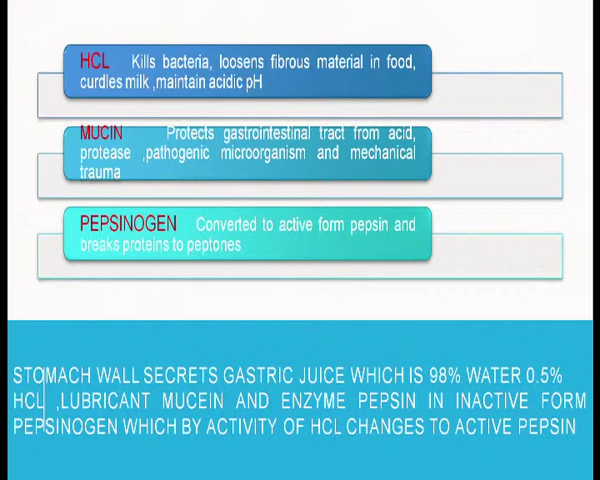 HCL Kills bacteria, loosens fibrous material in food,
curdles milk ,maintain acidic pH
MUCIN Protects gastrointestinal tract from acid,
protease ,pathogenic microorganism and mechanical
trauma
PEPSINOGEN Converted to active form pepsin and
breaks proteins to peptones
STOMACH WALL SECRETS GASTRIC JUICE WHICH IS 98% WATER 0.5%
HCL ,LUBRICANT MUCEIN AND ENZYME PEPSIN IN INACTIVE FORM
PEPSINOGEN WHICH BY ACTIVITY OF HCL CHANGES TO ACTIVE PEPSIN